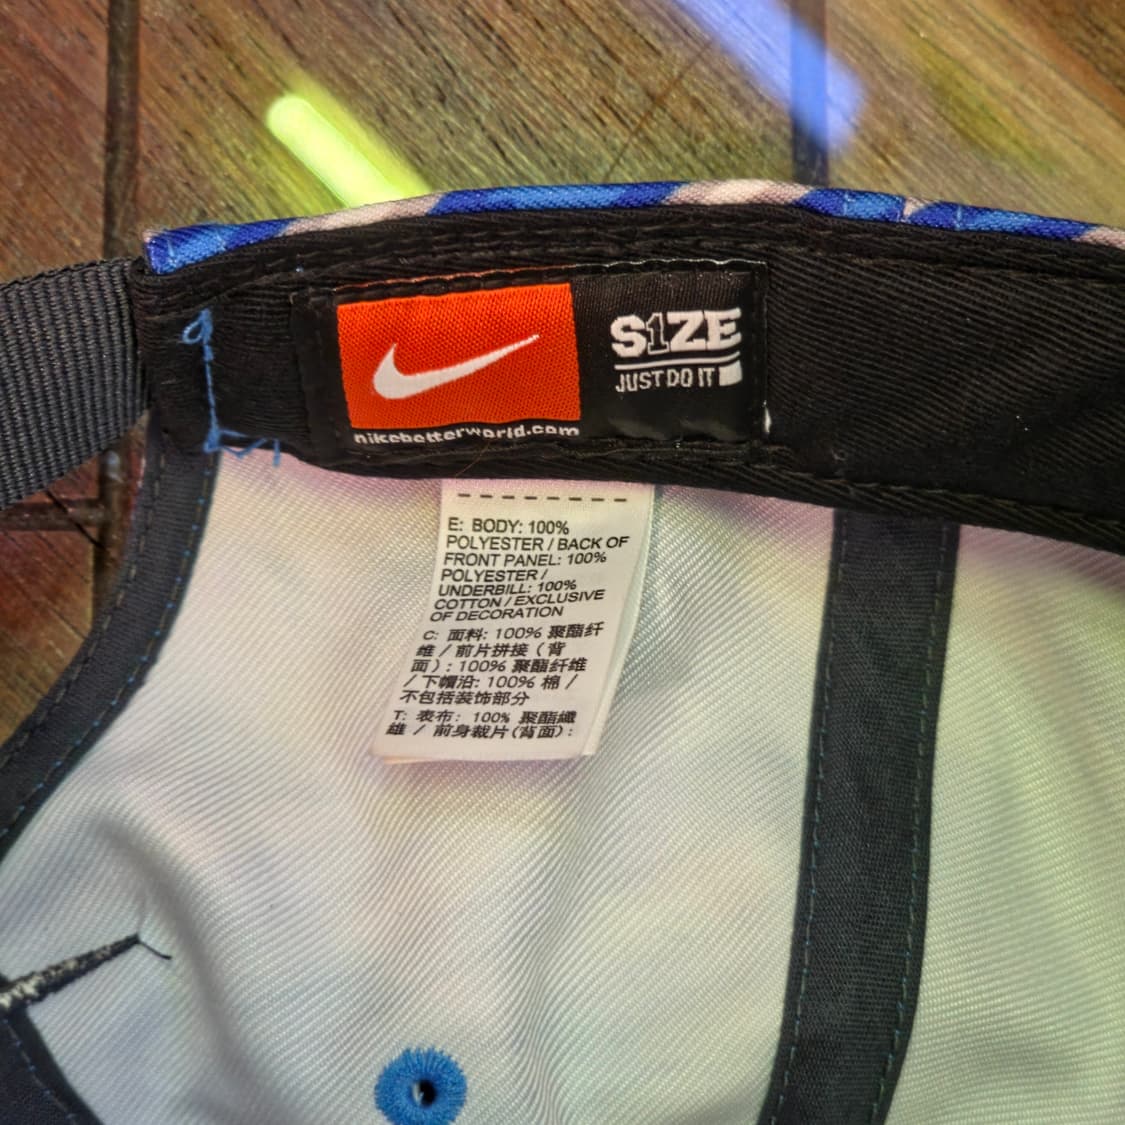 S1ZE
JUST DO IT
nikebetterworld.com
E: BODY: 100%
POLYESTER / BACK OF
FRONT PANEL: 100%
POLYESTER /
UNDERBILL: 100%
COTTON / EXCLUSIVE
OF DECORATION
C: 面料: 100% 聚酯纤
维 / 前片拼接 (背
面) : 100% 聚酯纤维
/ 下帽沿: 100% 棉 /
不包括装饰部分
T: 表布: 100% 聚酯纖
維 / 前身裁片(背面) :